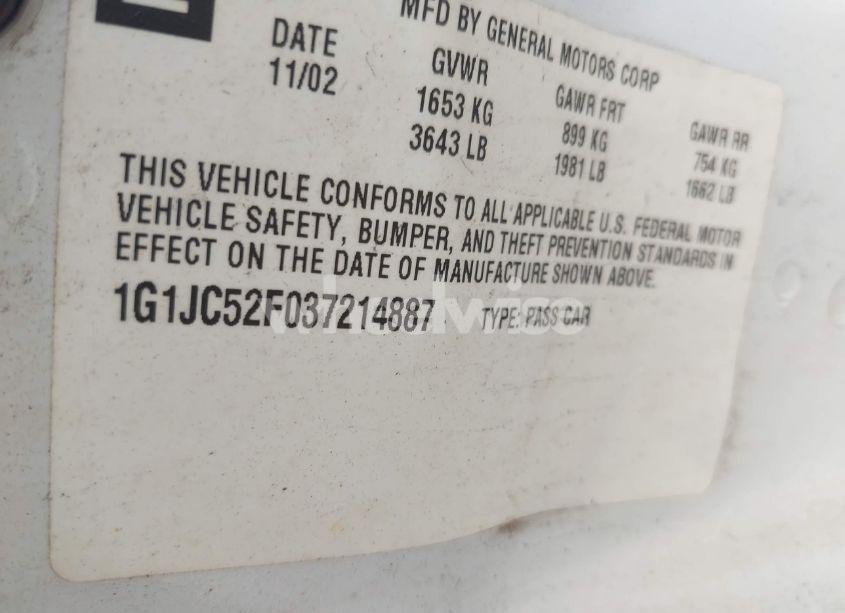 MFD BY GENERAL MOTORS CORP
DATE GVWR GAWR FRT GAWR RR
11/02 1653 KG 899 KG 754 KG
3643 LB 1981 LB 1662 LB
THIS VEHICLE CONFORMS TO ALL APPLICABLE U.S. FEDERAL MOTOR
VEHICLE SAFETY, BUMPER, AND THEFT PREVENTION STANDARDS IN
EFFECT ON THE DATE OF MANUFACTURE SHOWN ABOVE.
1G1JC52F037214887 TYPE: PASS CAR